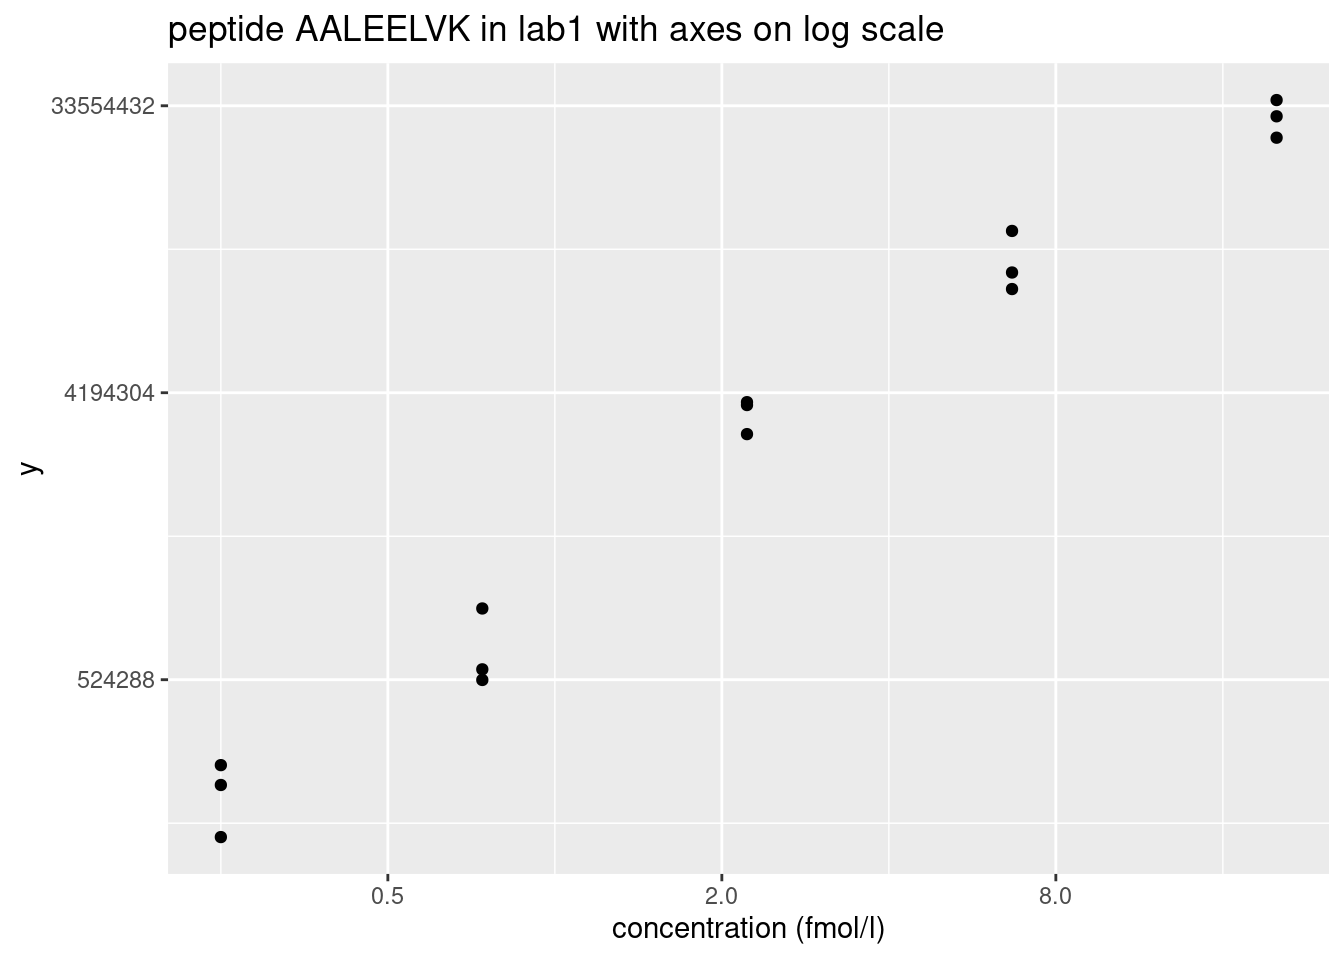 peptide AALEELVK in lab1 with axes on log scale
33554432
4194304
524288
y
0.5
2.0
8.0
concentration (fmol/l)